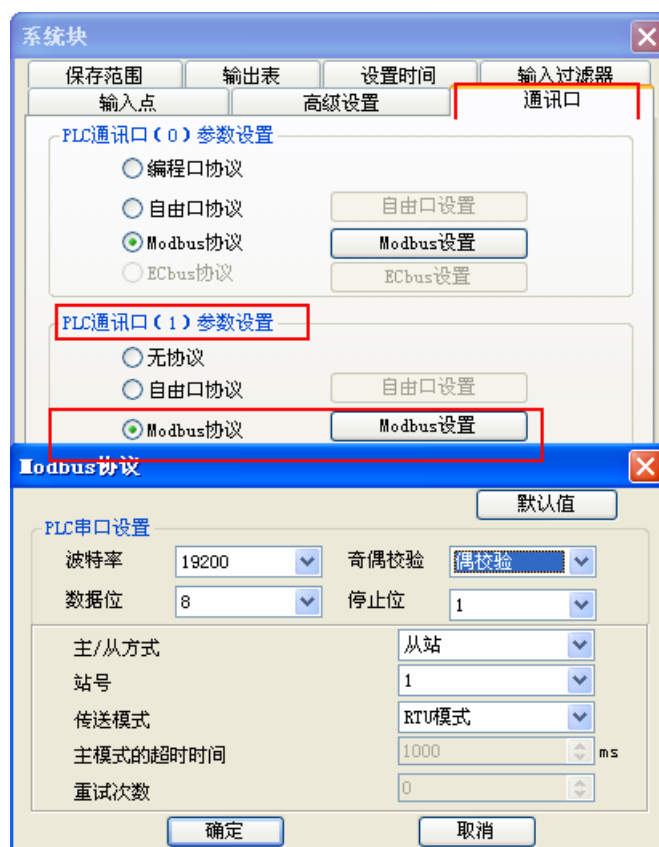 系统块
保存范围 输出表 设置时间 输入过滤器
输入点 高级设置 通讯口
PLC通讯口(0)参数设置
编程口协议
自由口协议 自由口设置
Modbus协议 Modbus设置
ECbus协议 ECbus设置
PLC通讯口(1)参数设置
无协议
自由口协议 自由口设置
Modbus协议 Modbus设置
Modbus协议
默认值
PLC串口设置
波特率 19200 奇偶校验 偶校验
数据位 8 停止位 1
主/从方式 从站
站号 1
传送模式 RTU模式
主模式的超时时间 1000 ms
重试次数 0
确定 取消